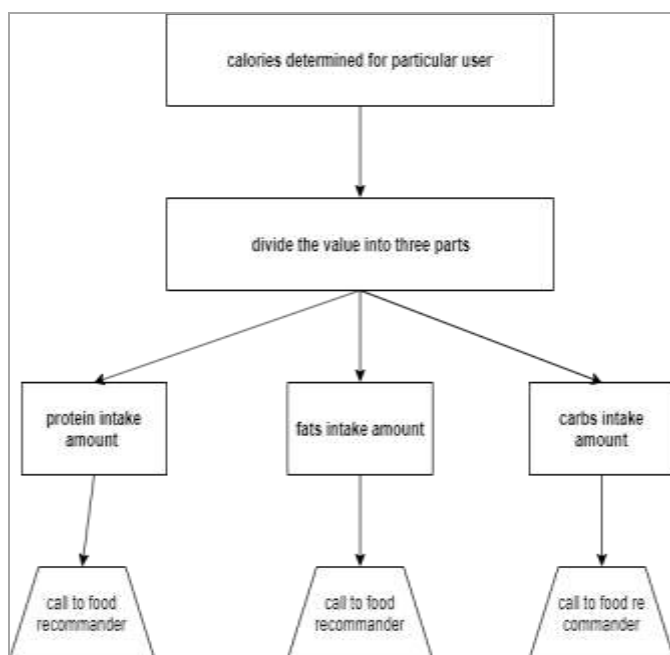 calories determined for particular user
divide the value into three parts
protein intake
amount
fats intake amount
carbs intake
amount
call to food
recommander
call to food
recommander
call to food re
commander